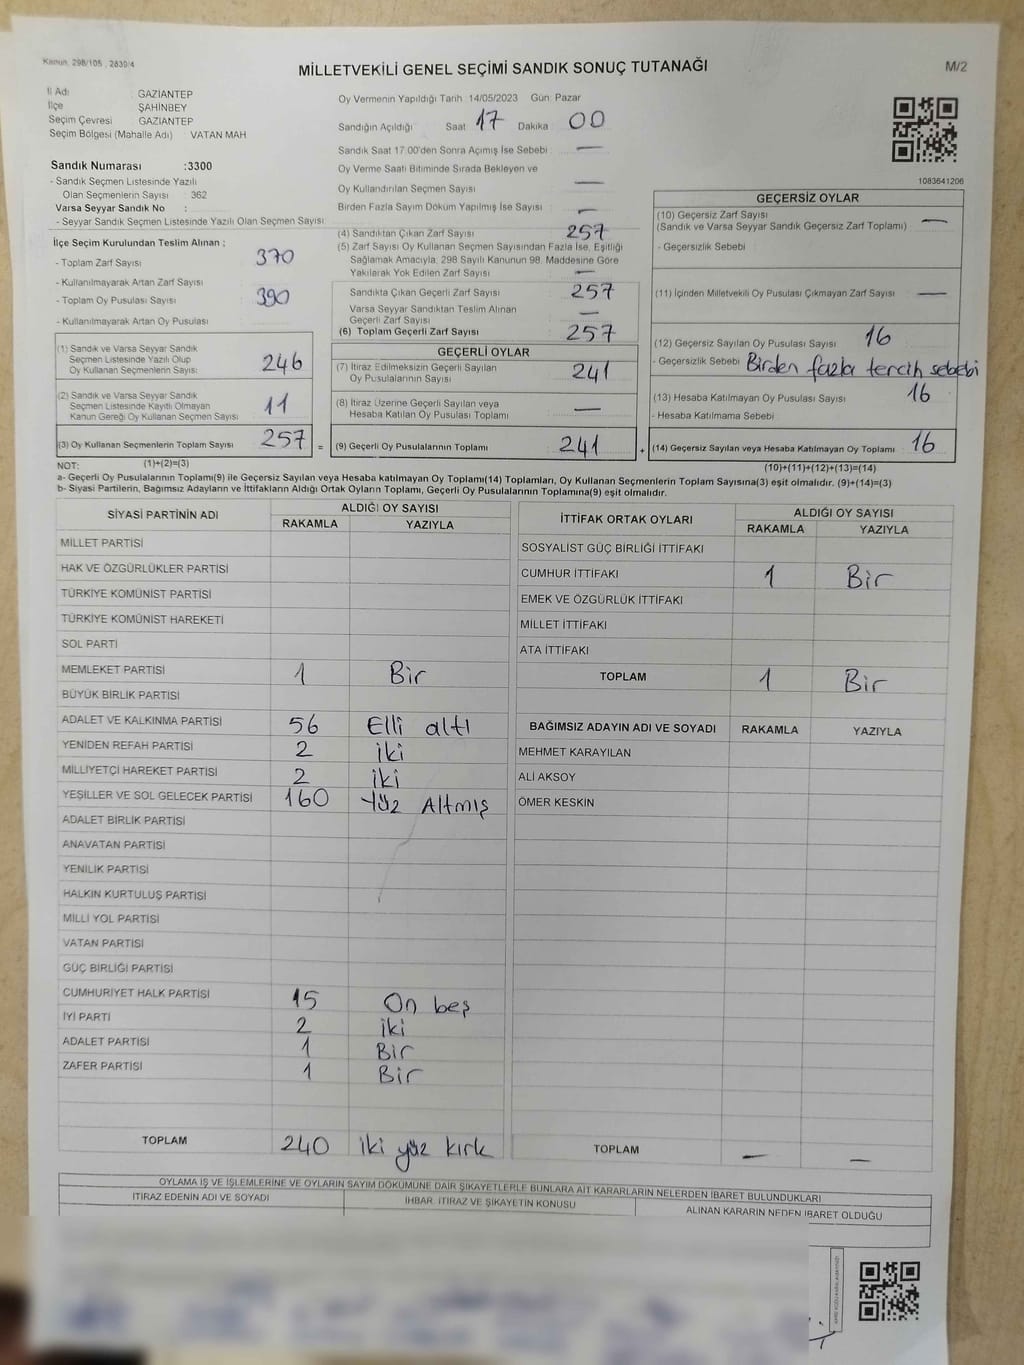 Kanun. 298/105 , 2839/4
MİLLETVEKİLİ GENEL SEÇİMİ SANDIK SONUÇ TUTANAĞI
M/2
İl Adı : GAZİANTEP
İlçe : ŞAHİNBEY
Seçim Çevresi : GAZİANTEP
Seçim Bölgesi (Mahalle Adı) : VATAN MAH
Sandık Numarası :3300
- Sandık Seçmen Listesinde Yazılı
Olan Seçmenlerin Sayısı : 362
Varsa Seyyar Sandık No :
- Seyyar Sandık Seçmen Listesinde Yazılı Olan Seçmen Sayısı :
İlçe Seçim Kurulundan Teslim Alınan ;
- Toplam Zarf Sayısı 370
- Kullanılmayarak Artan Zarf Sayısı
- Toplam Oy Pusulası Sayısı 390
- Kullanılmayarak Artan Oy Pusulası
Oy Vermenin Yapıldığı Tarih :14/05/2023 Gün: Pazar
Sandığın Açıldığı Saat 17 Dakika 00
Sandık Saat 17:00'den Sonra Açımış İse Sebebi : —
Oy Verme Saati Bitiminde Sırada Bekleyen ve
Oy Kullandırılan Seçmen Sayısı —
Birden Fazla Sayım Döküm Yapılmış İse Sayısı : —
(4) Sandıktan Çıkan Zarf Sayısı 257
(5) Zarf Sayısı Oy Kullanan Seçmen Sayısından Fazla İse, Eşitliği
Sağlamak Amacıyla, 298 Sayılı Kanunun 98. Maddesine Göre
Yakılarak Yok Edilen Zarf Sayısı —
Sandıkta Çıkan Geçerli Zarf Sayısı 257
Varsa Seyyar Sandıktan Teslim Alınan
Geçerli Zarf Sayısı —
(6) Toplam Geçerli Zarf Sayısı 257
1083641206
GEÇERSİZ OYLAR
(10) Geçersiz Zarf Sayısı —
(Sandık ve Varsa Seyyar Sandık Geçersiz Zarf Toplamı)
- Geçersizlik Sebebi
(11) İçinden Milletvekili Oy Pusulası Çıkmayan Zarf Sayısı —
(12) Geçersiz Sayılan Oy Pusulası Sayısı 16
- Geçersizlik Sebebi Birden fazla tercih sebebi
(13) Hesaba Katılmayan Oy Pusulası Sayısı 16
- Hesaba Katılmama Sebebi
(14) Geçersiz Sayılan veya Hesaba Katılmayan Oy Toplamı 16
(10)+(11)+(12)+(13)=(14)
(1) Sandık ve Varsa Seyyar Sandık
Seçmen Listesinde Yazılı Olup
Oy Kullanan Seçmenlerin Sayısı: 246
(2) Sandık ve Varsa Seyyar Sandık
Seçmen Listesinde Kayıtlı Olmayan
Kanun Gereği Oy Kullanan Seçmen Sayısı 11
(3) Oy Kullanan Seçmenlerin Toplam Sayısı 257 =
(1)+(2)=(3)
GEÇERLİ OYLAR
(7) İtiraz Edilmeksizin Geçerli Sayılan
Oy Pusulalarının Sayısı 241
(8) İtiraz Üzerine Geçerli Sayılan veya
Hesaba Katılan Oy Pusulası Toplamı —
(9) Geçerli Oy Pusulalarının Toplamı 241 +
NOT:
a- Geçerli Oy Pusulalarının Toplamı(9) ile Geçersiz Sayılan veya Hesaba Katılmayan Oy Toplamı(14) Toplamları, Oy Kullanan Seçmenlerin Toplam Sayısına(3) eşit olmalıdır. (9)+(14)=(3)
b- Siyasi Partilerin, Bağımsız Adayların ve İttifakların Aldığı Ortak Oyların Toplamı, Geçerli Oy Pusulalarının Toplamına(9) eşit olmalıdır.
SİYASİ PARTİNİN ADI ALDIĞI OY SAYISI
RAKAMLA YAZIYLA
MİLLET PARTİSİ
HAK VE ÖZGÜRLÜKLER PARTİSİ
TÜRKİYE KOMÜNİST PARTİSİ
TÜRKİYE KOMÜNİST HAREKETİ
SOL PARTİ
MEMLEKET PARTİSİ 1 Bir
BÜYÜK BİRLİK PARTİSİ
ADALET VE KALKINMA PARTİSİ 56 Elli altı
YENİDEN REFAH PARTİSİ 2 iki
MİLLİYETÇİ HAREKET PARTİSİ 2 iki
YEŞİLLER VE SOL GELECEK PARTİSİ 160 Yüz Altmış
ADALET BİRLİK PARTİSİ
ANAVATAN PARTİSİ
YENİLİK PARTİSİ
HALKIN KURTULUŞ PARTİSİ
MİLLİ YOL PARTİSİ
VATAN PARTİSİ
GÜÇ BİRLİĞİ PARTİSİ
CUMHURİYET HALK PARTİSİ 15 On beş
İYİ PARTİ 2 iki
ADALET PARTİSİ 1 Bir
ZAFER PARTİSİ 1 Bir
TOPLAM 240 iki yüz kırk
İTTİFAK ORTAK OYLARI ALDIĞI OY SAYISI
RAKAMLA YAZIYLA
SOSYALİST GÜÇ BİRLİĞİ İTTİFAKI
CUMHUR İTTİFAKI 1 Bir
EMEK VE ÖZGÜRLÜK İTTİFAKI
MİLLET İTTİFAKI
ATA İTTİFAKI
TOPLAM 1 Bir
BAĞIMSIZ ADAYIN ADI VE SOYADI RAKAMLA YAZIYLA
MEHMET KARAYILAN
ALİ AKSOY
ÖMER KESKİN
TOPLAM — —
OYLAMA İŞ VE İŞLEMLERİNE VE OYLARIN SAYIM DÖKÜMÜNE DAİR ŞİKAYETLERLE BUNLARA AİT KARARLARIN NELERDEN İBARET BULUNDUKLARI
İTİRAZ EDENİN ADI VE SOYADI İHBAR, İTİRAZ VE ŞİKAYETİN KONUSU ALINAN KARARIN NEDEN İBARET OLDUĞU